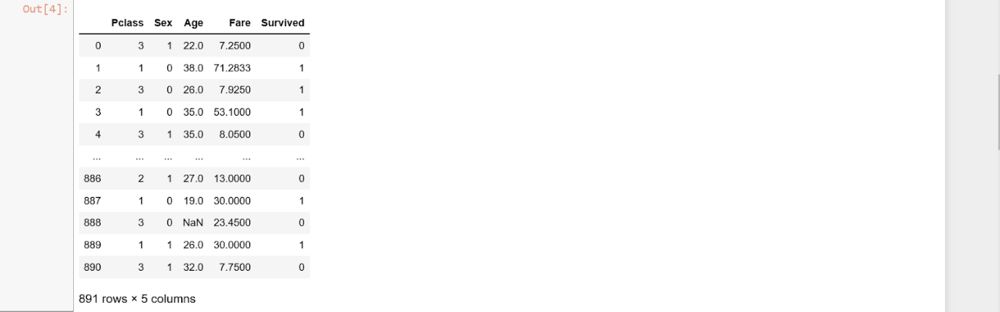 Out[4]:
Pclass Sex Age Fare Survived
0 3 1 22.0 7.2500 0
1 1 0 38.0 71.2833 1
2 3 0 26.0 7.9250 1
3 1 0 35.0 53.1000 1
4 3 1 35.0 8.0500 0
... ... ... ... ... ...
886 2 1 27.0 13.0000 0
887 1 0 19.0 30.0000 1
888 3 0 NaN 23.4500 0
889 1 1 26.0 30.0000 1
890 3 1 32.0 7.7500 0
891 rows × 5 columns